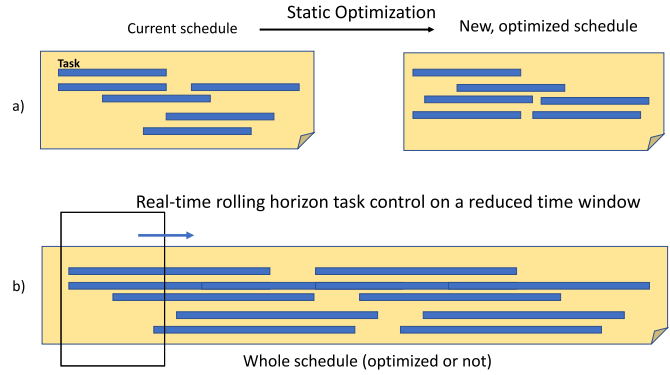 Static Optimization
Current schedule
New, optimized schedule
Task
a)
Real-time rolling horizon task control on a reduced time window
b)
Whole schedule (optimized or not)